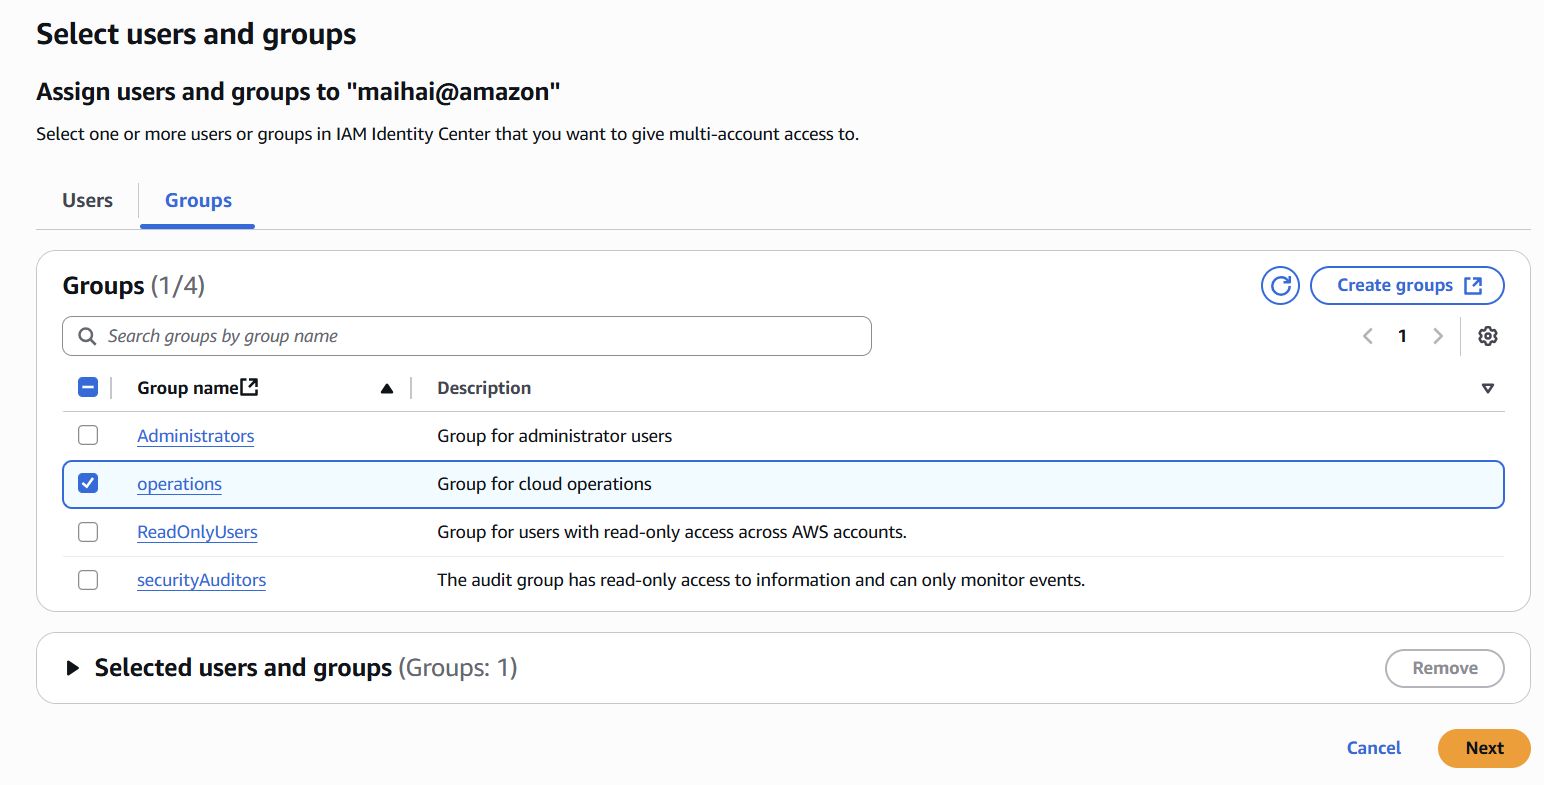 Select users and groups
Assign users and groups to "maihai@amazon"
Select one or more users or groups in IAM Identity Center that you want to give multi-account access to.
Users Groups
Groups (1/4) Create groups
Search groups by group name 1
Group name Description
Administrators Group for administrator users
operations Group for cloud operations
ReadOnlyUsers Group for users with read-only access across AWS accounts.
securityAuditors The audit group has read-only access to information and can only monitor events.
Selected users and groups (Groups: 1) Remove
Cancel Next